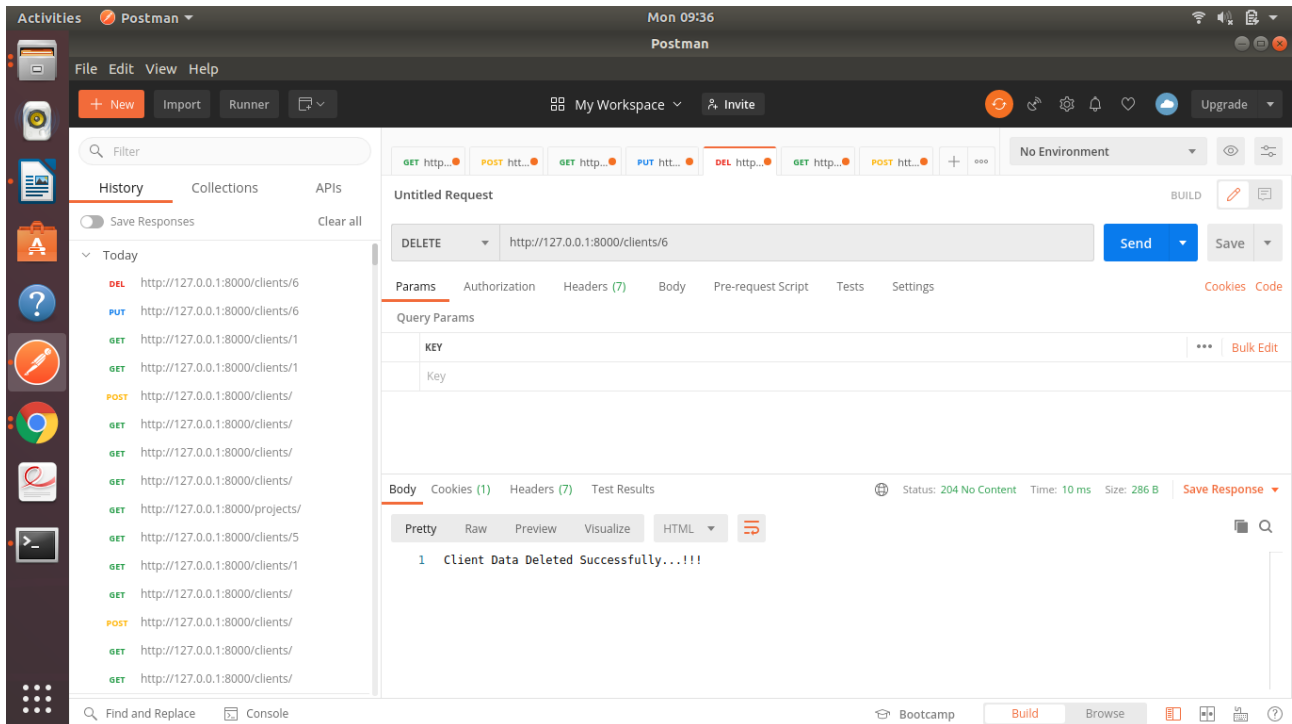 Activities Postman Mon 09:36
Postman
File Edit View Help
New Import Runner My Workspace Invite Upgrade
Filter
History Collections APIs
Save Responses Clear all
Today
DEL http://127.0.0.1:8000/clients/6
PUT http://127.0.0.1:8000/clients/6
GET http://127.0.0.1:8000/clients/1
GET http://127.0.0.1:8000/clients/1
POST http://127.0.0.1:8000/clients/
GET http://127.0.0.1:8000/clients/
GET http://127.0.0.1:8000/clients/
GET http://127.0.0.1:8000/clients/
GET http://127.0.0.1:8000/projects/
GET http://127.0.0.1:8000/clients/5
GET http://127.0.0.1:8000/clients/1
GET http://127.0.0.1:8000/clients/
POST http://127.0.0.1:8000/clients/
GET http://127.0.0.1:8000/clients/
GET http://127.0.0.1:8000/clients/
GET http... POST htt... GET http... PUT htt... DEL http... GET http... POST htt... No Environment
Untitled Request BUILD
DELETE http://127.0.0.1:8000/clients/6 Send Save
Params Authorization Headers (7) Body Pre-request Script Tests Settings Cookies Code
Query Params
KEY Bulk Edit
Key
Body Cookies (1) Headers (7) Test Results Status: 204 No Content Time: 10 ms Size: 286 B Save Response
Pretty Raw Preview Visualize HTML
1 Client Data Deleted Successfully...!!!
Find and Replace Console Bootcamp Build Browse